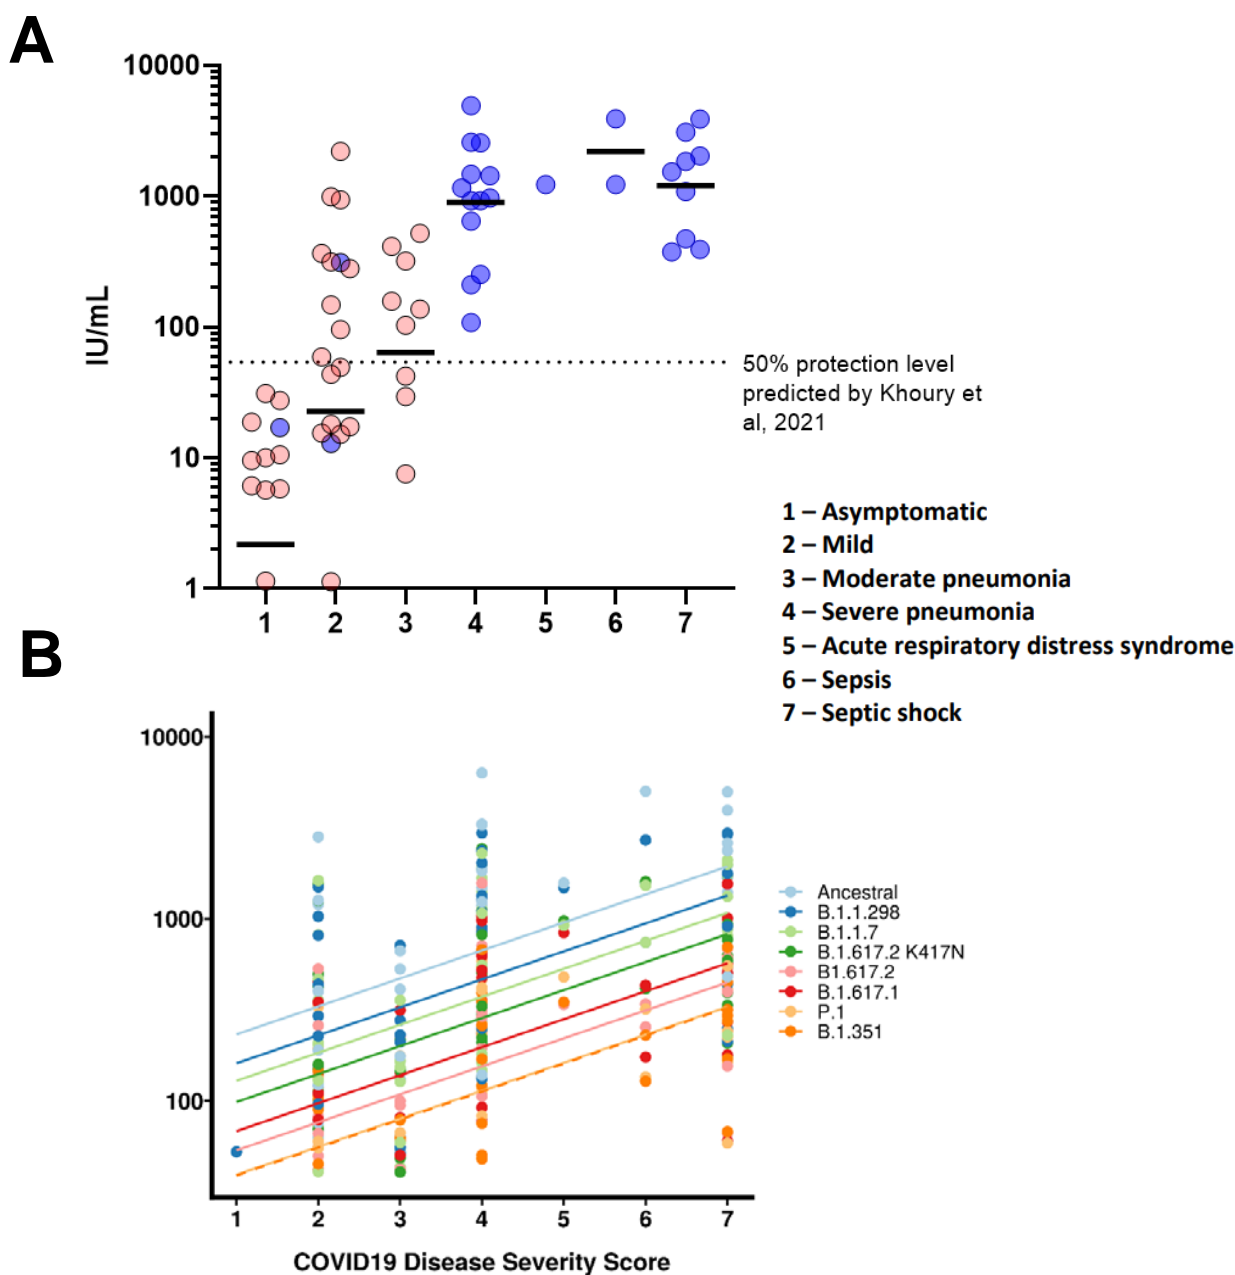 A
10000
1000
100
10
1
IU/mL
1 2 3 4 5 6 7
50% protection level
predicted by Khoury et
al, 2021
1 – Asymptomatic
2 – Mild
3 – Moderate pneumonia
4 – Severe pneumonia
5 – Acute respiratory distress syndrome
6 – Sepsis
7 – Septic shock
B
10000
1000
100
1 2 3 4 5 6 7
COVID19 Disease Severity Score
Ancestral
B.1.1.298
B.1.1.7
B.1.617.2 K417N
B1.617.2
B.1.617.1
P.1
B.1.351